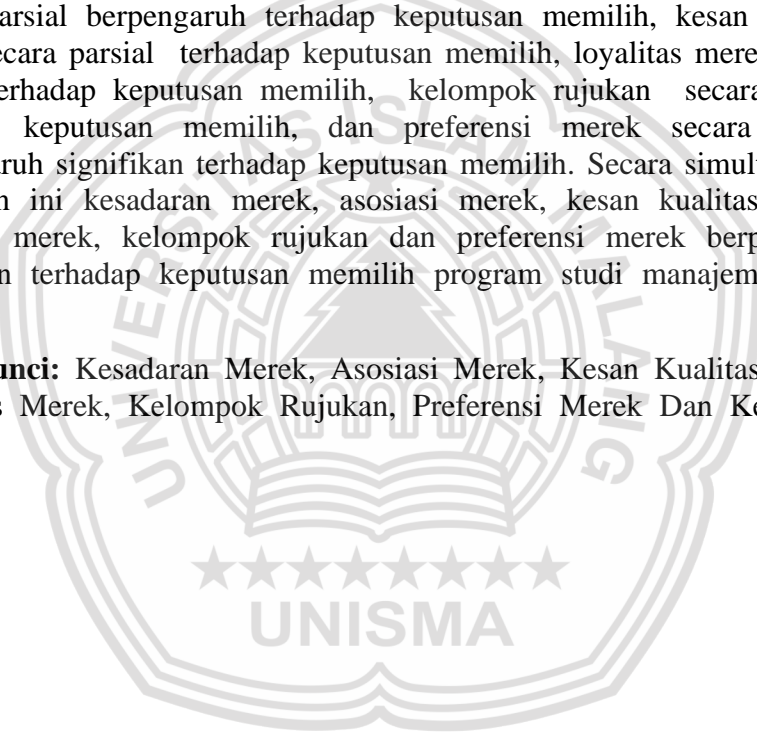 arsial berpengaruh terhadap keputusan memilih, kesan
ecara parsial terhadap keputusan memilih, loyalitas mere
erhadap keputusan memilih, kelompok rujukan secara
keputusan memilih, dan preferensi merek secara
ruh signifikan terhadap keputusan memilih. Secara simult
n ini kesadaran merek, asosiasi merek, kesan kualitas
merek, kelompok rujukan dan preferensi merek berp
n terhadap keputusan memilih program studi manajem
unci: Kesadaran Merek, Asosiasi Merek, Kesan Kualitas
s Merek, Kelompok Rujukan, Preferensi Merek Dan Ke
UNIVERSITAS ISLAM MALANG
UNISMA